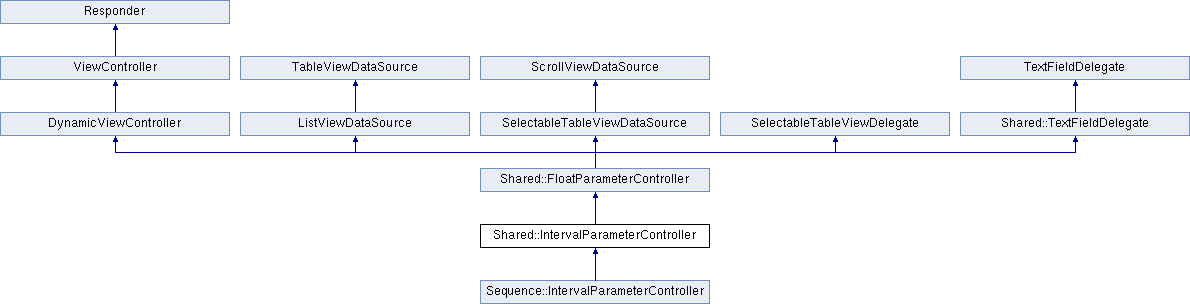 Responder
ViewController
TableViewDataSource
ScrollViewDataSource
TextFieldDelegate
DynamicViewController
ListViewDataSource
SelectableTableViewDataSource
SelectableTableViewDelegate
Shared::TextFieldDelegate
Shared::FloatParameterController
Shared::IntervalParameterController
Sequence::IntervalParameterController